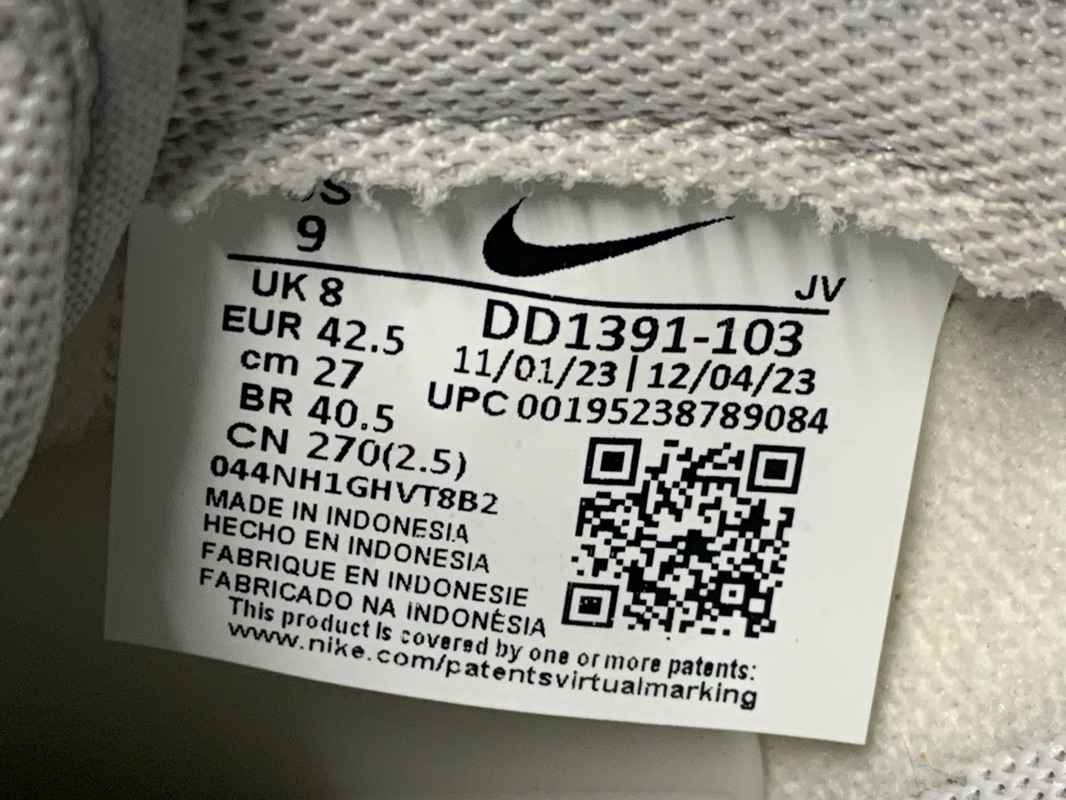 US
9
JV
UK 8
EUR 42.5
cm 27
BR 40.5
CN 270(2.5)
DD1391-103
11/01/23 | 12/04/23
UPC 00195238789084
044NH1GHVT8B2
MADE IN INDONESIA
HECHO EN INDONESIA
FABRIQUE EN INDONESIE
FABRICADO NA INDONÉSIA
This product is covered by one or more patents:
www.nike.com/patentsvirtualmarking